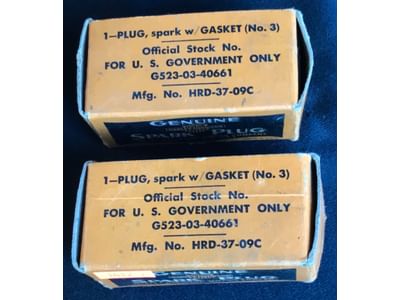 1-PLUG, spark w/GASKET (No. 3)
Official Stock No.
FOR U. S. GOVERNMENT ONLY
G523-03-40661
Mfg. No. HRD-37-09C
GENUINE
SPARK PLUG
1-PLUG, spark w/GASKET (No. 3)
Official Stock No.
FOR U. S. GOVERNMENT ONLY
G523-03-40661
Mfg. No. HRD-37-09C
GENUINE
SPARK PLUG